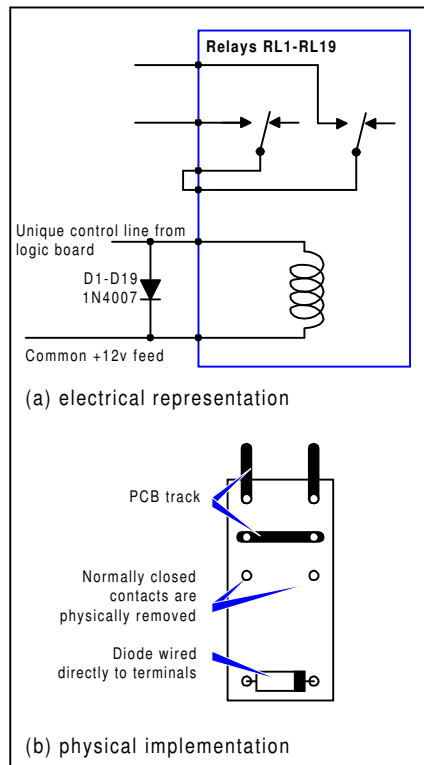 Relays RL1-RL19
Unique control line from
logic board
D1-D19
1N4007
Common +12v feed
(a) electrical representation
PCB track
Normally closed
contacts are
physically removed
Diode wired
directly to terminals
(b) physical implementation